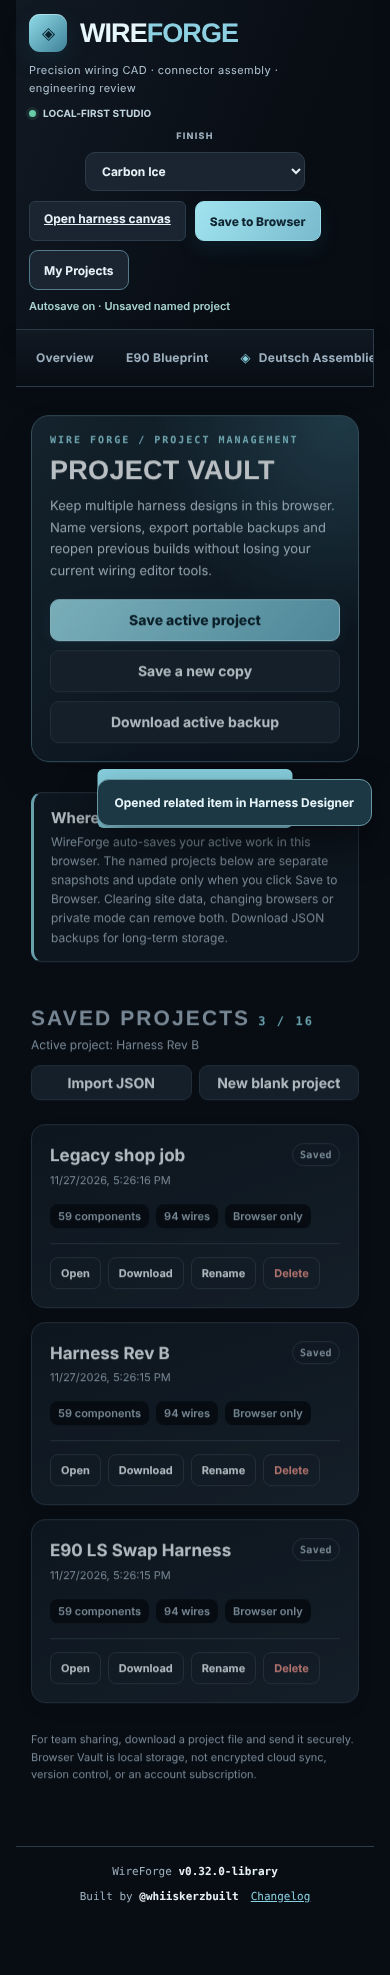 ◈ WIREFORGE
Precision wiring CAD · connector assembly ·
engineering review
LOCAL-FIRST STUDIO
FINISH
Carbon Ice
Open harness canvas
Save to Browser
My Projects
Autosave on · Unsaved named project
Overview
E90 Blueprint
◈ Deutsch Assemblie
WIRE FORGE / PROJECT MANAGEMENT
PROJECT VAULT
Keep multiple harness designs in this browser.
Name versions, export portable backups and
reopen previous builds without losing your
current wiring editor tools.
Save active project
Save a new copy
Download active backup
Opened related item in Harness Designer
Where
WireForge auto-saves your active work in this
browser. The named projects below are separate
snapshots and update only when you click Save to
Browser. Clearing site data, changing browsers or
private mode can remove both. Download JSON
backups for long-term storage.
SAVED PROJECTS 3 / 16
Active project: Harness Rev B
Import JSON
New blank project
Legacy shop job
Saved
11/27/2026, 5:26:16 PM
59 components
94 wires
Browser only
Open
Download
Rename
Delete
Harness Rev B
Saved
11/27/2026, 5:26:15 PM
59 components
94 wires
Browser only
Open
Download
Rename
Delete
E90 LS Swap Harness
Saved
11/27/2026, 5:26:15 PM
59 components
94 wires
Browser only
Open
Download
Rename
Delete
For team sharing, download a project file and send it securely.
Browser Vault is local storage, not encrypted cloud sync,
version control, or an account subscription.
WireForge v0.32.0-library
Built by @whiiskerzbuilt Changelog